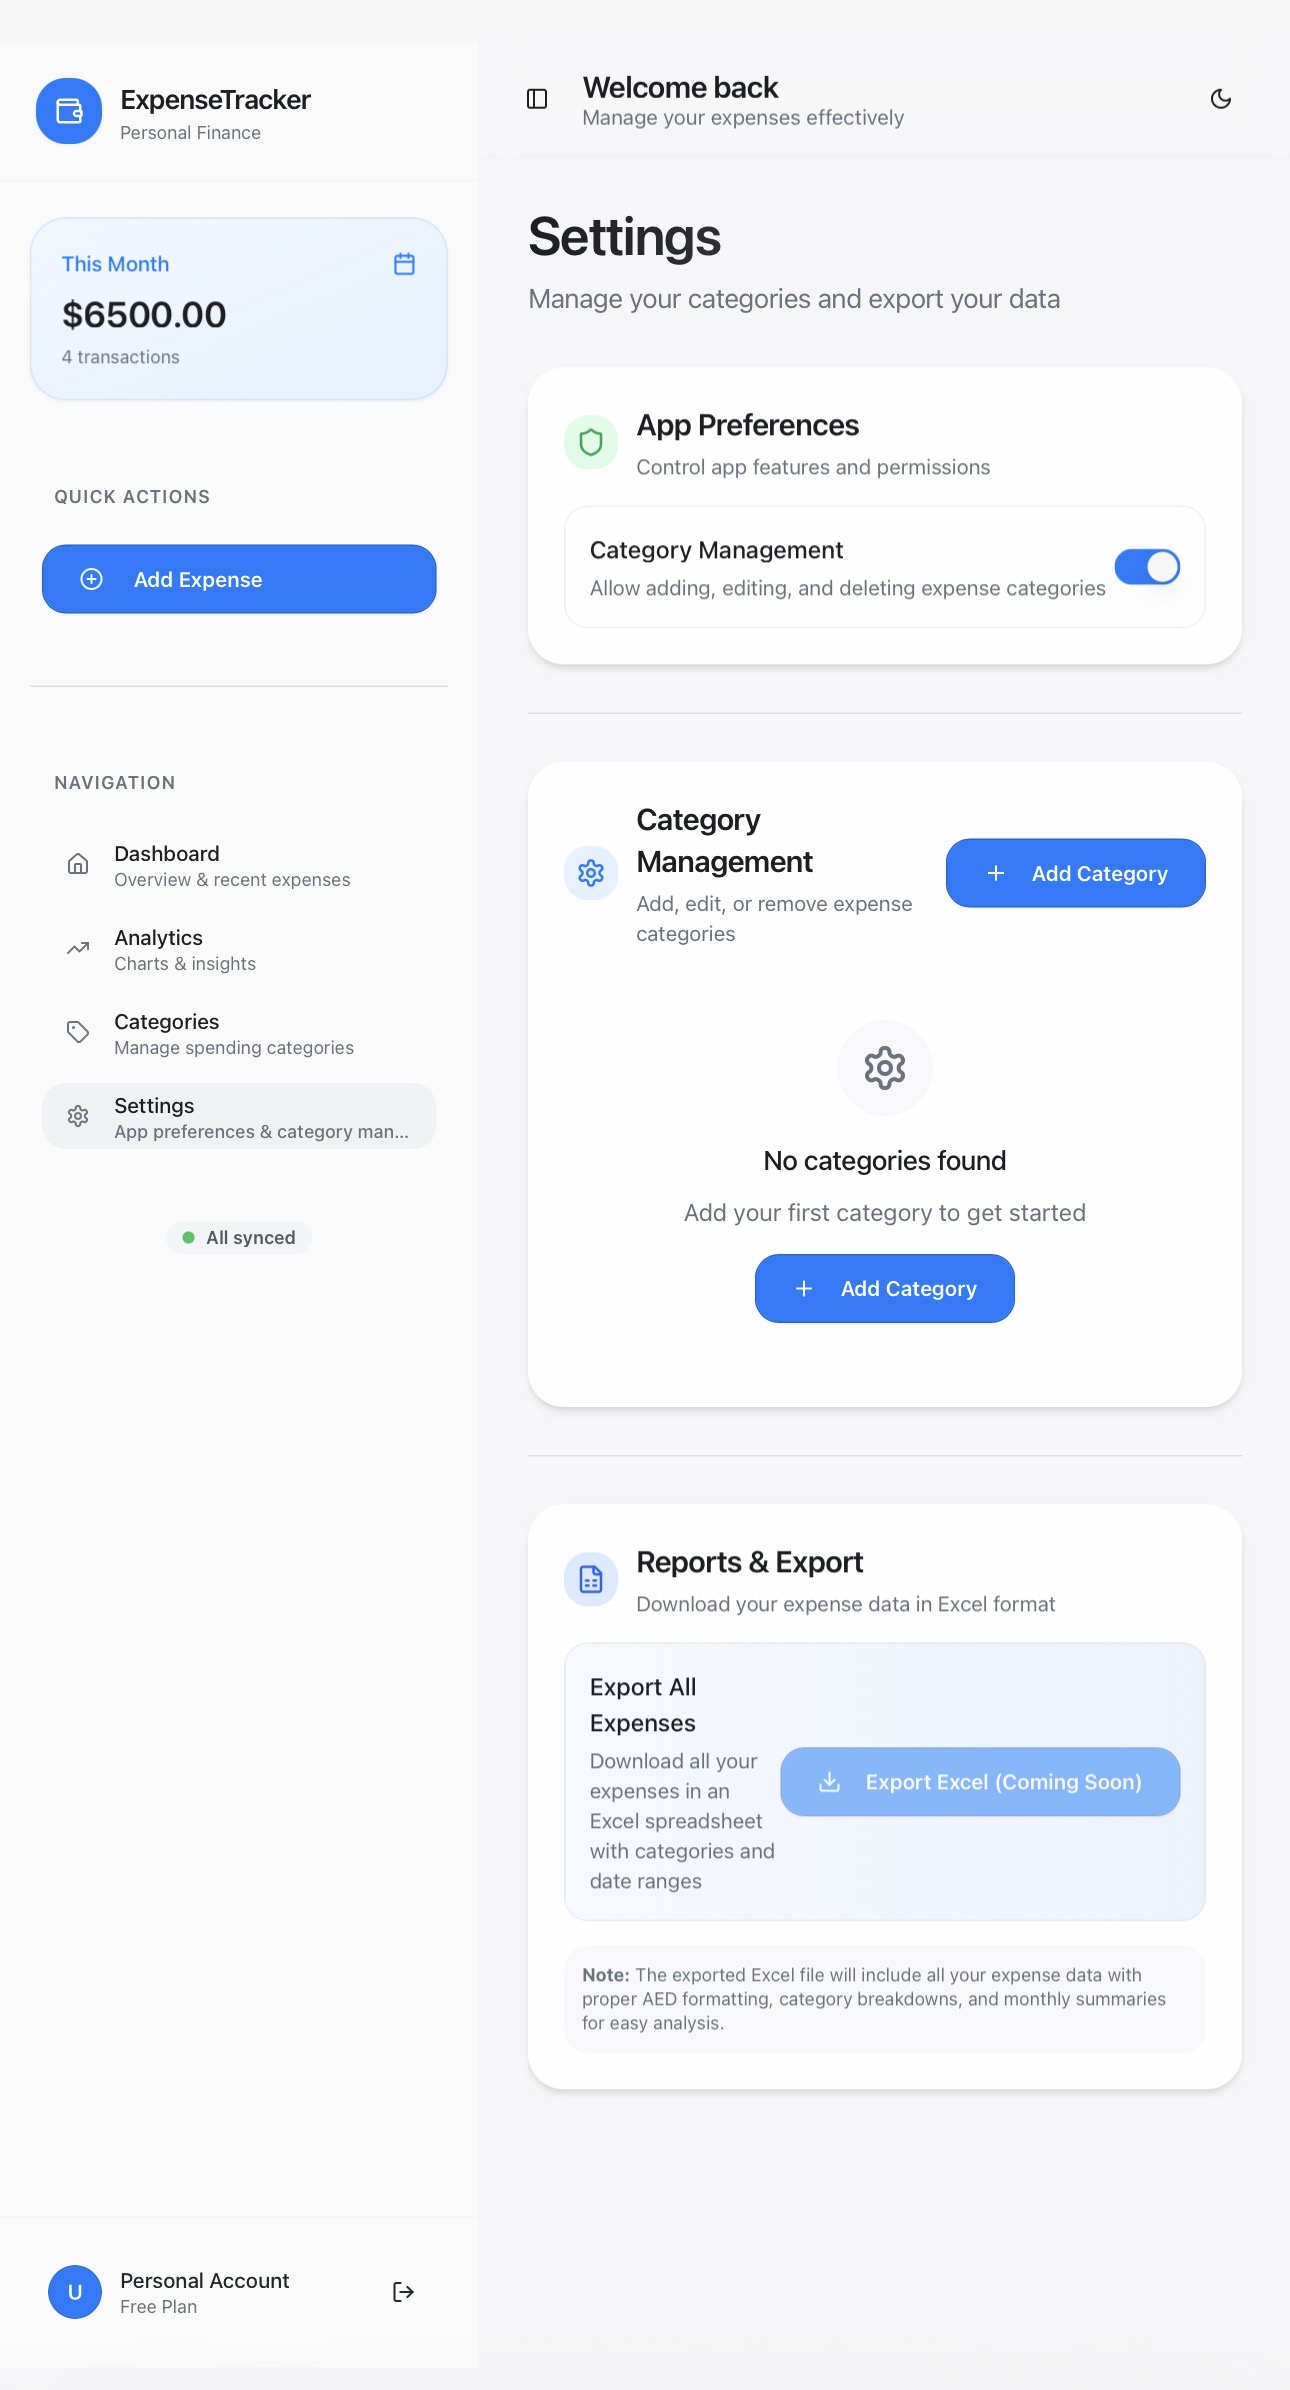 ExpenseTracker
Personal Finance
This Month
$6500.00
4 transactions
QUICK ACTIONS
Add Expense
NAVIGATION
Dashboard
Overview & recent expenses
Analytics
Charts & insights
Categories
Manage spending categories
Settings
App preferences & category man...
All synced
U
Personal Account
Free Plan
Welcome back
Manage your expenses effectively
Settings
Manage your categories and export your data
App Preferences
Control app features and permissions
Category Management
Allow adding, editing, and deleting expense categories
Category
Management
Add, edit, or remove expense
categories
Add Category
No categories found
Add your first category to get started
Add Category
Reports & Export
Download your expense data in Excel format
Export All
Expenses
Download all your
expenses in an
Excel spreadsheet
with categories and
date ranges
Export Excel (Coming Soon)
Note: The exported Excel file will include all your expense data with
proper AED formatting, category breakdowns, and monthly summaries
for easy analysis.